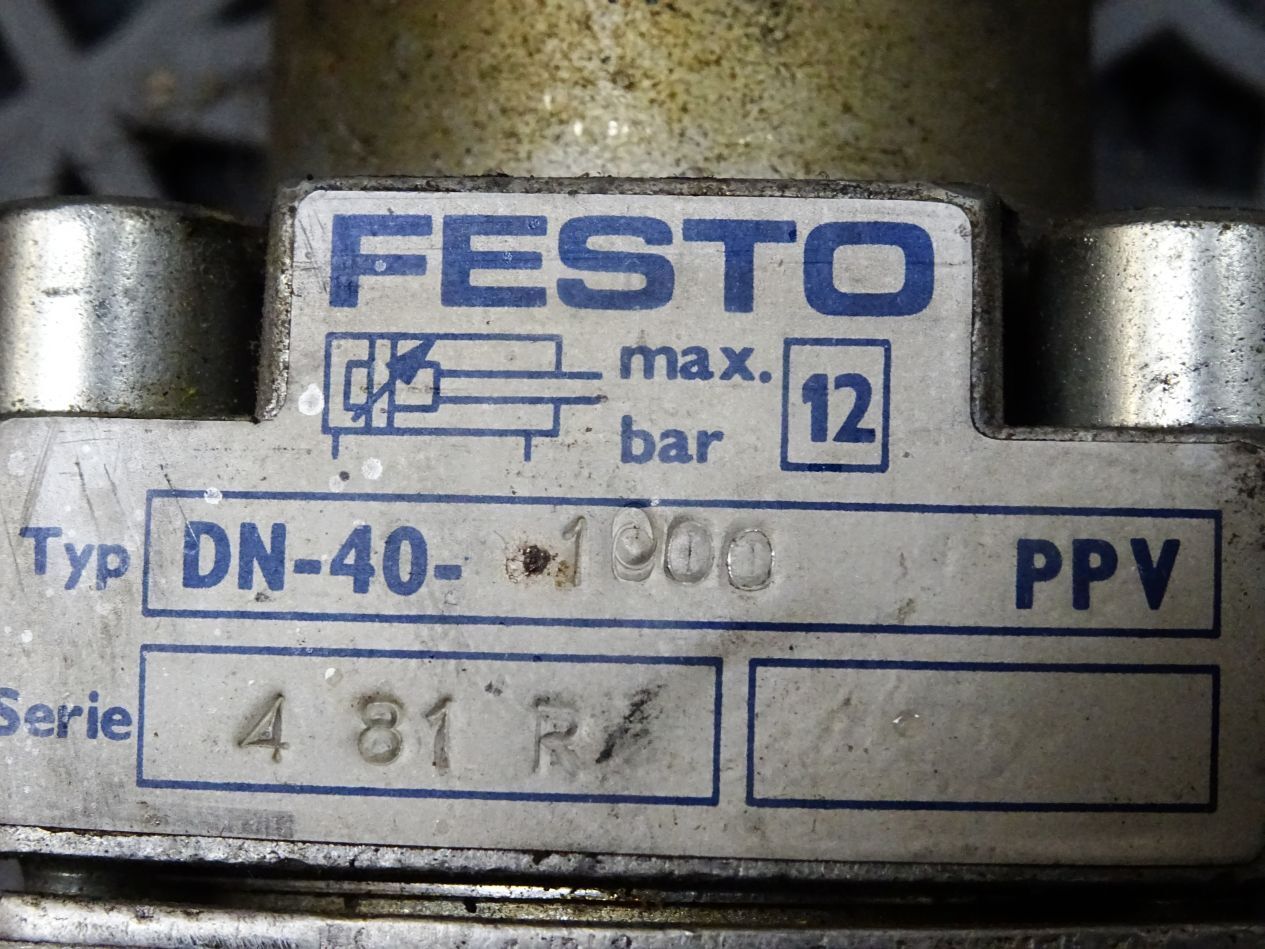 FESTO
max. 12
bar
Typ DN-40- 1000 PPV
Serie 4 81 R